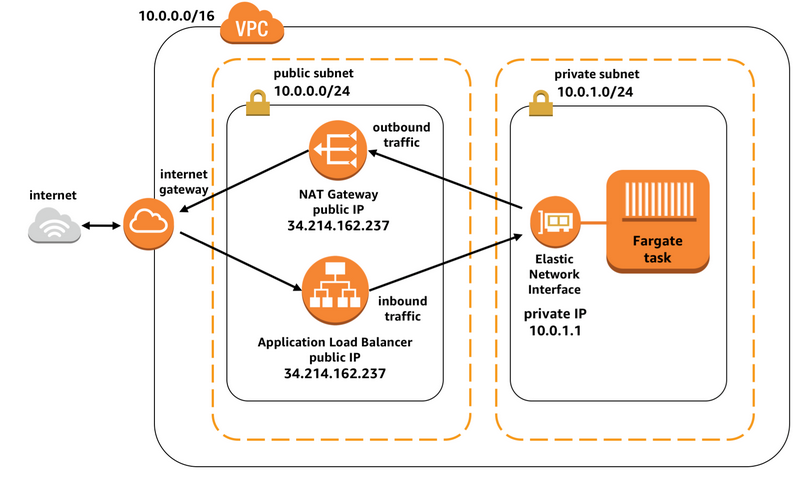 10.0.0.0/16
VPC
public subnet
10.0.0.0/24
private subnet
10.0.1.0/24
outbound
traffic
internet
gateway
internet
NAT Gateway
public IP
34.214.162.237
Elastic
Network
Interface
private IP
10.0.1.1
Fargate
task
inbound
traffic
Application Load Balancer
public IP
34.214.162.237